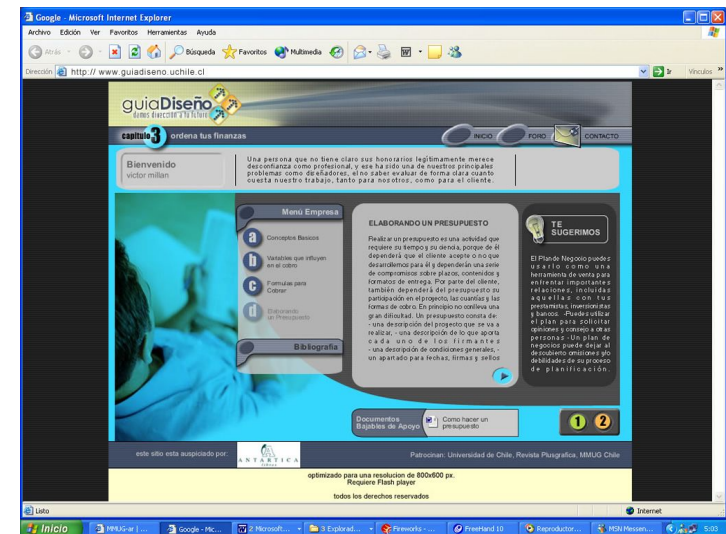 Google - Microsoft Internet Explorer
Archivo Edición Ver Favoritos Herramientas Ayuda
Atrás Búsqueda Favoritos Multimedia
Dirección http:// www.guiadiseno.uchile.cl Ir Vínculos
guiaDiseño
dames direccion a tu futuro
capitulo 3 ordena tus finanzas
INICIO FORO CONTACTO
Bienvenido
victor millan
Una persona que no tiene claro sus honorarios legítimamente merece
desconfianza como profesional, y ese ha sido una de nuestros principales
problemas como diseñadores, el no saber evaluar de forma clara cuanto
cuesta nuestro trabajo, tanto para nosotros, como para el cliente.
Menú Empresa
a Conceptos Basicos
b Variables que influyen
en el cobro
c Formulas para
Cobrar
d Elaborando
un Presupuesto
Bibliografía
ELABORANDO UN PRESUPUESTO
Realizar un presupuesto es una actividad que
requiere su tiempo y su ciencia, porque de él
dependerá que el cliente acepte o no que
desarrollemos para él y dependerán una serie
de compromisos sobre plazos, contenidos y
formatos de entrega. Por parte del cliente,
también dependerá del presupuesto su
participación en el proyecto, las cuantías y las
formas de cobro. En principio no conlleva una
gran dificultad. Un presupuesto consta de:
- una descripción del proyecto que se va a
realizar, - una descripción de lo que aporta
cada uno de los firmantes
- una descripción de condiciones generales, -
un apartado para fechas, firmas y sellos
TE
SUGERIMOS
El Plan de Negocio puedes
usarlo como una
herramienta de venta para
enfrentar importantes
relaciones, incluidas
aquellas con tus
prestamistas, inversionistas
y bancos. -Puedes utilizar
el plan para solicitar
opiniones y consejo a otras
personas -Un plan de
negocios puede dejar al
descubierto omisiones y/o
debilidades de su proceso
de planificación.
Documentos
Bajables de Apoyo
Como hacer un
presupuesto
1 2
este sitio esta auspiciado por:
ANTARTICA
Patrocinan: Universidad de Chile, Revista Plusgrafica, MMUG Chile
optimizado para una resolucion de 800x600 px.
Requiere Flash player
todos los derechos reservados
Listo Internet
Inicio MMUG-ar | ... Google - Mic... 2 Microsoft... 3 Explorad... Fireworks - ... FreeHand 10 Reproductor... MSN Messen... 5:03